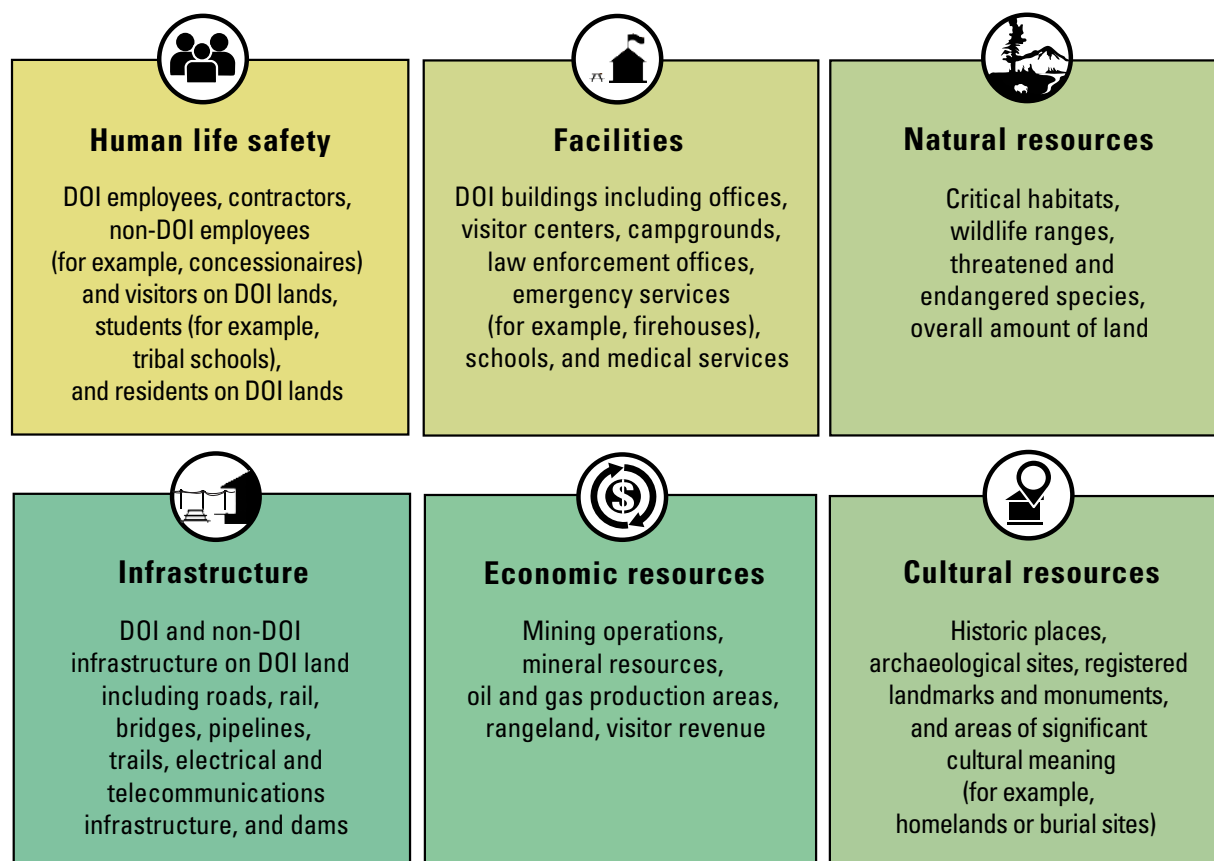 Human life safety
DOI employees, contractors,
non-DOI employees
(for example, concessionaires)
and visitors on DOI lands,
students (for example,
tribal schools),
and residents on DOI lands
Facilities
DOI buildings including offices,
visitor centers, campgrounds,
law enforcement offices,
emergency services
(for example, firehouses),
schools, and medical services
Natural resources
Critical habitats,
wildlife ranges,
threatened and
endangered species,
overall amount of land
Infrastructure
DOI and non-DOI
infrastructure on DOI land
including roads, rail,
bridges, pipelines,
trails, electrical and
telecommunications
infrastructure, and dams
$
Economic resources
Mining operations,
mineral resources,
oil and gas production areas,
rangeland, visitor revenue
Cultural resources
Historic places,
archaeological sites, registered
landmarks and monuments,
and areas of significant
cultural meaning
(for example,
homelands or burial sites)